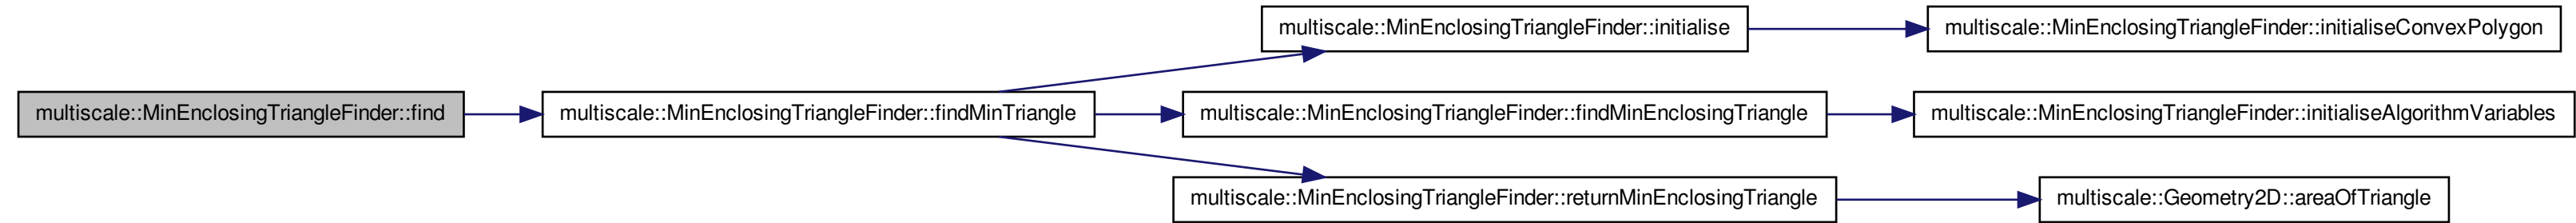 multiscale::MinEnclosingTriangleFinder::find
multiscale::MinEnclosingTriangleFinder::findMinTriangle
multiscale::MinEnclosingTriangleFinder::initialise
multiscale::MinEnclosingTriangleFinder::initialiseConvexPolygon
multiscale::MinEnclosingTriangleFinder::findMinEnclosingTriangle
multiscale::MinEnclosingTriangleFinder::initialiseAlgorithmVariables
multiscale::MinEnclosingTriangleFinder::returnMinEnclosingTriangle
multiscale::Geometry2D::areaOfTriangle